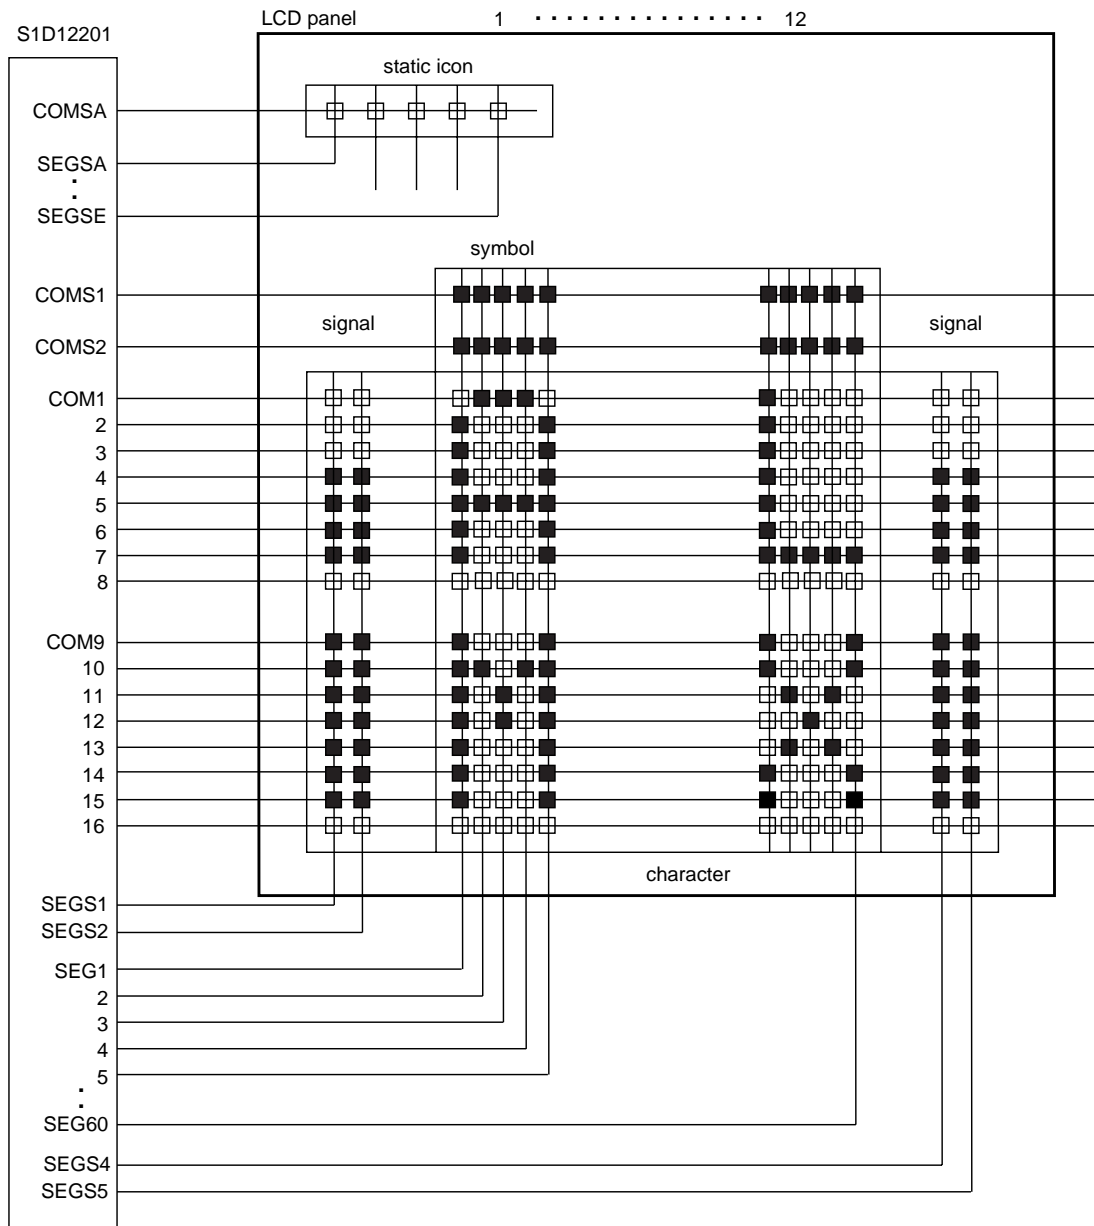 LCD panel 1 . . . . . . . . . . . . . . . 12
S1D12201
static icon
COMSA
SEGSA
:
SEGSE
symbol
COMS1
signal signal
COMS2
COM1
2
3
4
5
6
7
8
COM9
10
11
12
13
14
15
16
character
SEGS1
SEGS2
SEG1
2
3
4
5
:
SEG60
SEGS4
SEGS5